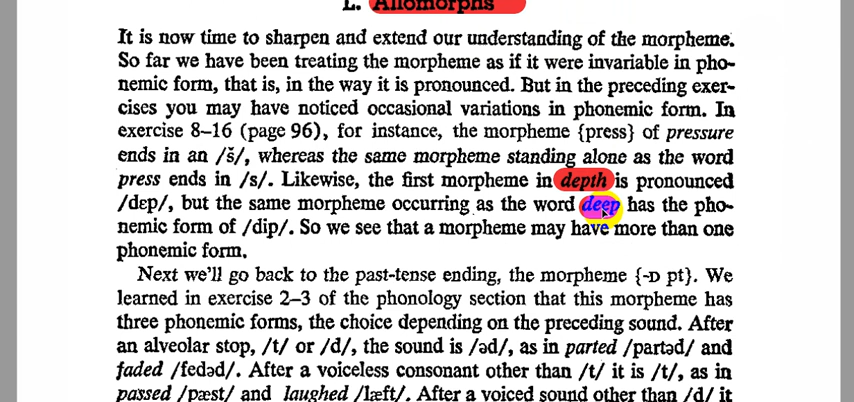 L. Allomorphs
It is now time to sharpen and extend our understanding of the morpheme.
So far we have been treating the morpheme as if it were invariable in pho-
nemic form, that is, in the way it is pronounced. But in the preceding exer-
cises you may have noticed occasional variations in phonemic form. In
exercise 8–16 (page 96), for instance, the morpheme {press} of pressure
ends in an /š/, whereas the same morpheme standing alone as the word
press ends in /s/. Likewise, the first morpheme in depth is pronounced
/dɛp/, but the same morpheme occurring as the word deep has the pho-
nemic form of /dip/. So we see that a morpheme may have more than one
phonemic form.
Next we’ll go back to the past-tense ending, the morpheme {-D pt}. We
learned in exercise 2–3 of the phonology section that this morpheme has
three phonemic forms, the choice depending on the preceding sound. After
an alveolar stop, /t/ or /d/, the sound is /əd/, as in parted /partəd/ and
faded /fedəd/. After a voiceless consonant other than /t/ it is /t/, as in
passed /pæst/ and laughed /læft/. After a voiced sound other than /d/ it